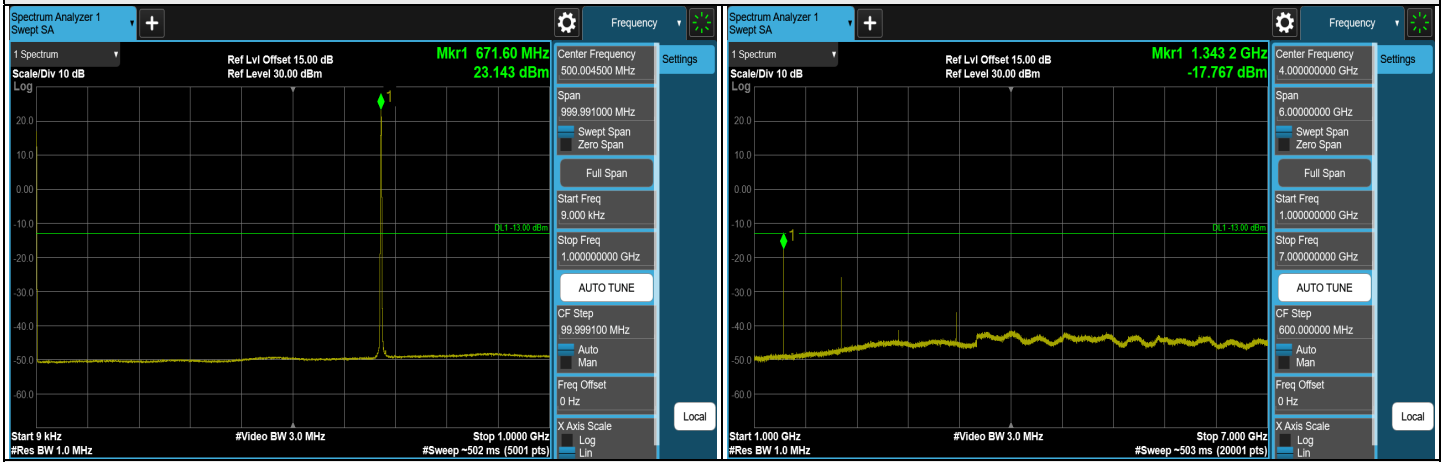 Spectrum Analyzer 1
Swept SA
+
Frequency
1 Spectrum
Scale/Div 10 dB
Log
Ref Lvl Offset 15.00 dB
Ref Level 30.00 dBm
Mkr1 671.60 MHz
23.143 dBm
1
20.0
10.0
0.00
-10.0
-20.0
-30.0
-40.0
-50.0
-60.0
DL1 -13.00 dBm
Start 9 kHz
#Res BW 1.0 MHz
#Video BW 3.0 MHz
Stop 1.0000 GHz
#Sweep ~502 ms (5001 pts)
Center Frequency
500.004500 MHz
Span
999.991000 MHz
Swept Span
Zero Span
Full Span
Start Freq
9.000 kHz
Stop Freq
1.000000000 GHz
AUTO TUNE
CF Step
99.999100 MHz
Auto
Man
Freq Offset
0 Hz
X Axis Scale
Log
Lin
Settings
Local
Spectrum Analyzer 1
Swept SA
+
Frequency
1 Spectrum
Scale/Div 10 dB
Log
Ref Lvl Offset 15.00 dB
Ref Level 30.00 dBm
Mkr1 1.343 2 GHz
-17.767 dBm
1
20.0
10.0
0.00
-10.0
-20.0
-30.0
-40.0
-50.0
-60.0
DL1 -13.00 dBm
Start 1.000 GHz
#Res BW 1.0 MHz
#Video BW 3.0 MHz
Stop 7.000 GHz
#Sweep ~503 ms (20001 pts)
Center Frequency
4.000000000 GHz
Span
6.00000000 GHz
Swept Span
Zero Span
Full Span
Start Freq
1.000000000 GHz
Stop Freq
7.000000000 GHz
AUTO TUNE
CF Step
600.000000 MHz
Auto
Man
Freq Offset
0 Hz
X Axis Scale
Log
Lin
Settings
Local